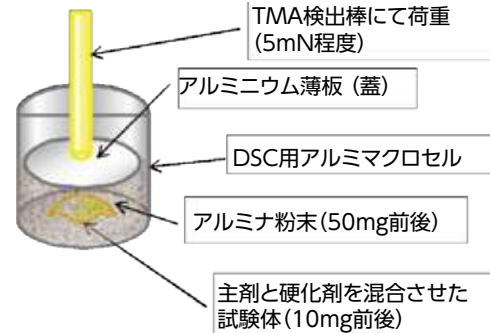 TMA検出棒にて荷重
(5mN程度)
アルミニウム薄板 (蓋)
DSC用アルミマクロセル
アルミナ粉末(50mg前後)
主剤と硬化剤を混合させた
試験体(10mg前後)